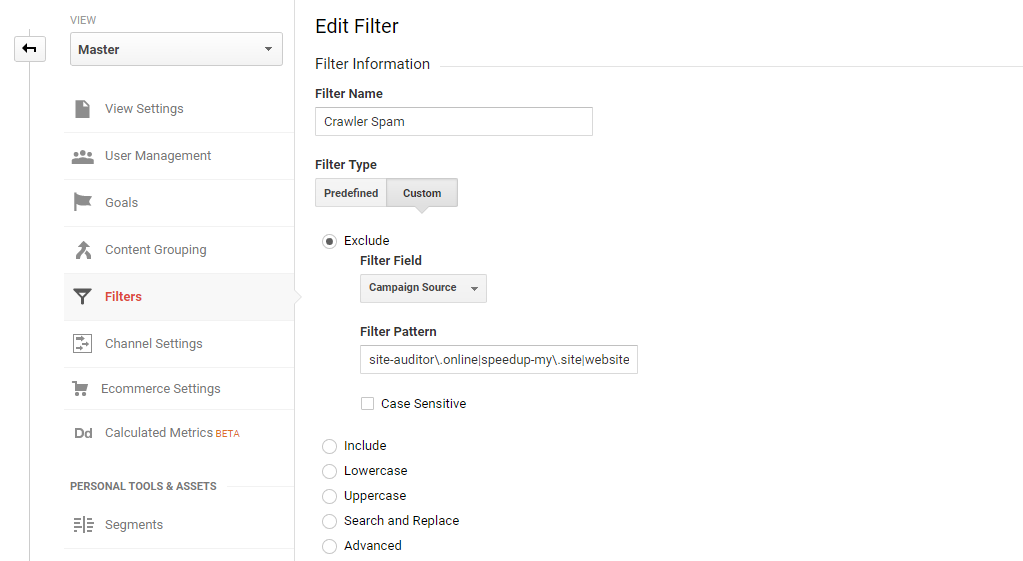 VIEW
Master
View Settings
User Management
Goals
Content Grouping
Filters
Channel Settings
Ecommerce Settings
Dd Calculated Metrics BETA
PERSONAL TOOLS & ASSETS
Segments
Edit Filter
Filter Information
Filter Name
Crawler Spam
Filter Type
Predefined Custom
Exclude
Filter Field
Campaign Source
Filter Pattern
site-auditor\.online|speedup-my\.site|website
Case Sensitive
Include
Lowercase
Uppercase
Search and Replace
Advanced